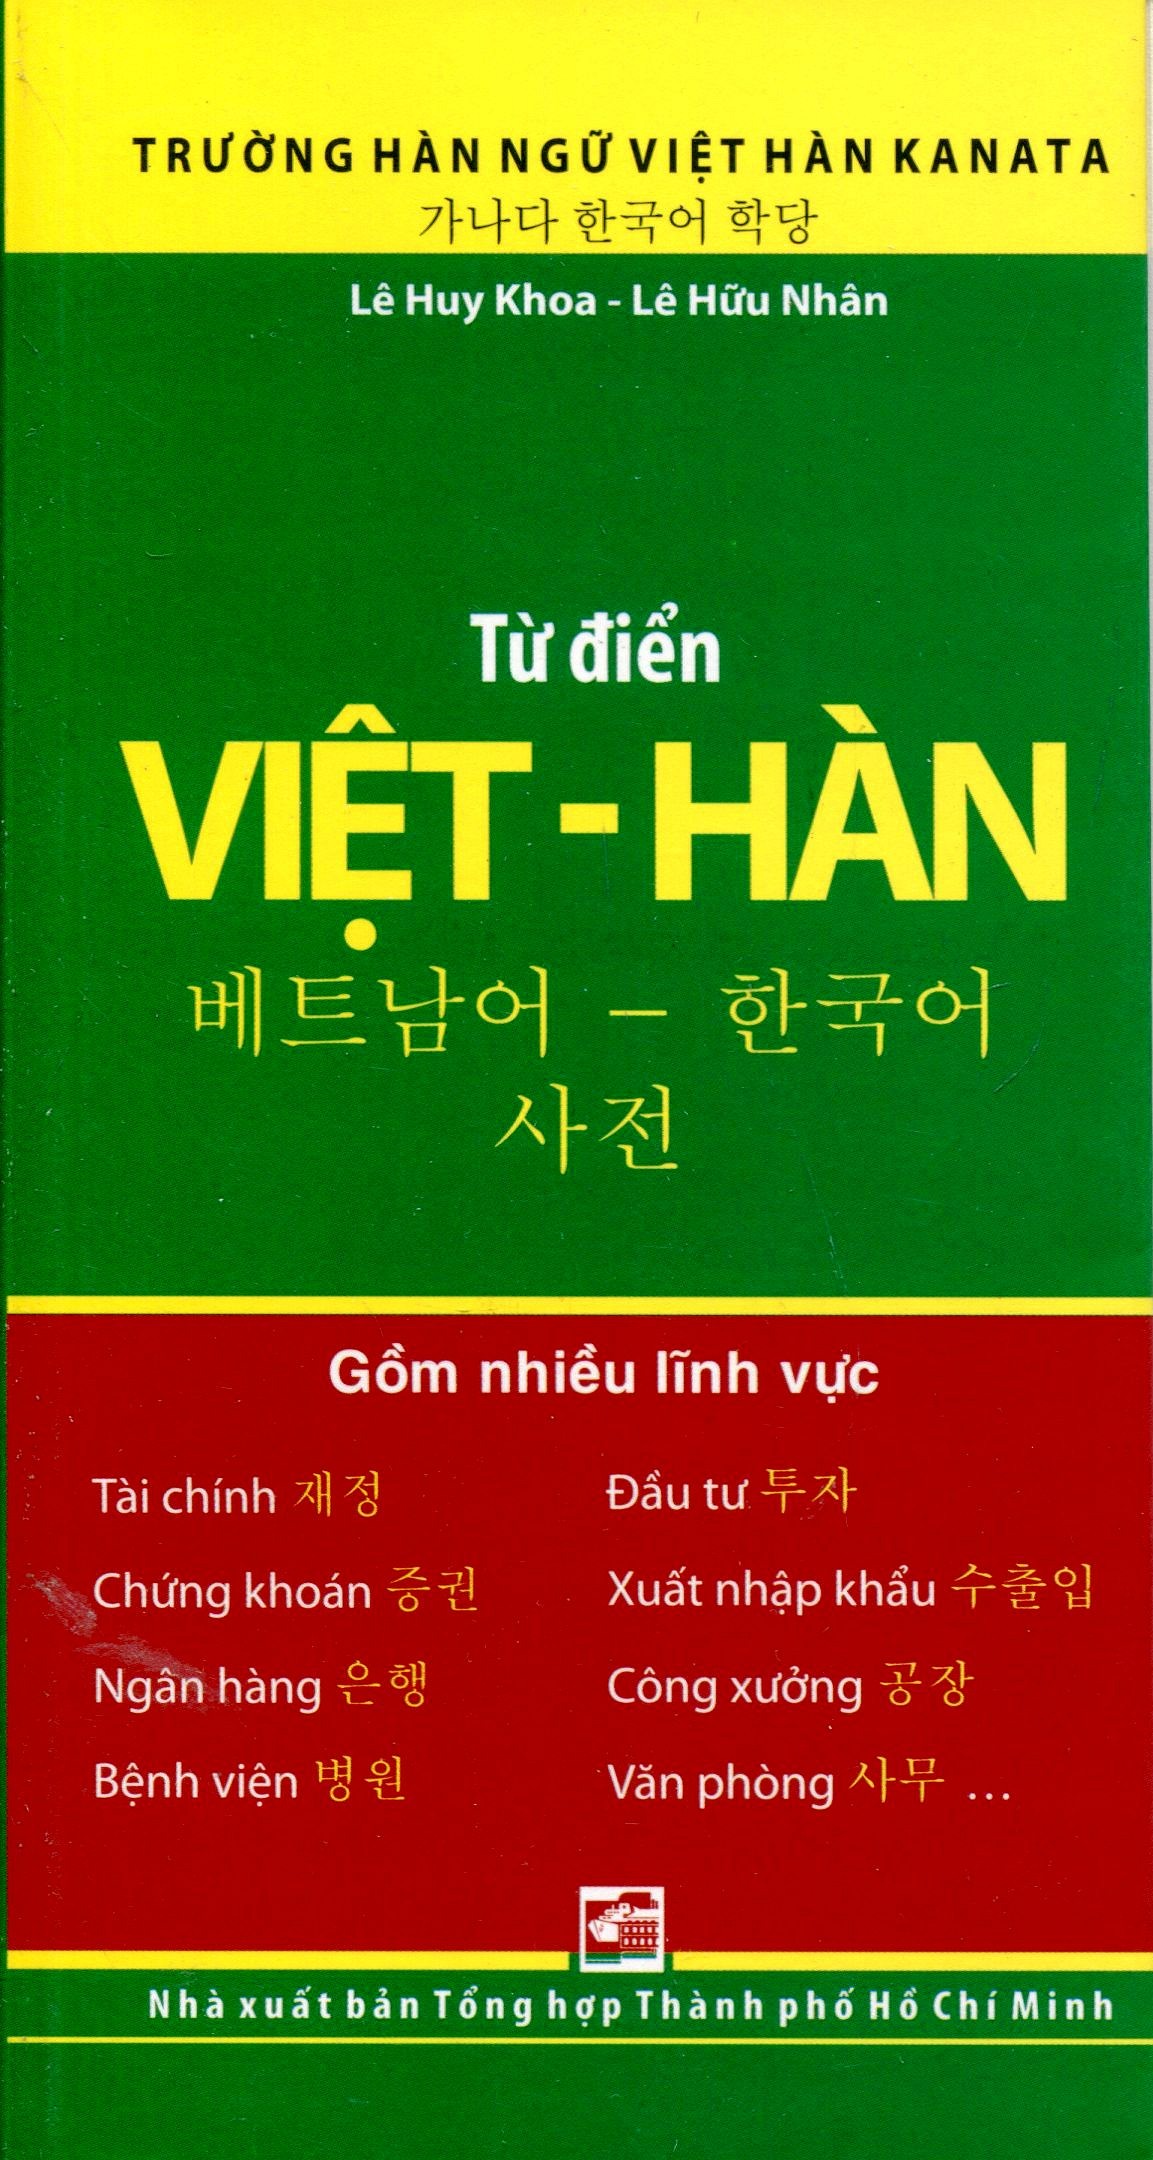 TRƯỜNG HÀN NGỮ VIỆT HÀN KANATA
가나다 한국어 학당
Lê Huy Khoa - Lê Hữu Nhân
Từ điển
VIỆT - HÀN
베트남어 - 한국어
사전
Gồm nhiều lĩnh vực
Tài chính 재정
Đầu tư 투자
Chứng khoán 증권
Xuất nhập khẩu 수출입
Ngân hàng 은행
Công xưởng 공장
Bệnh viện 병원
Văn phòng 사무 ...
Nhà xuất bản Tổng hợp Thành phố Hồ Chí Minh